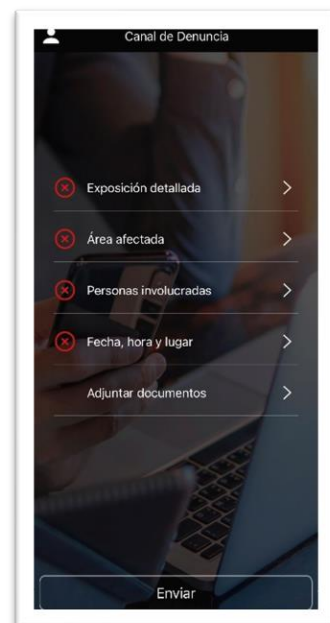 Canal de Denuncia
Exposición detallada
Área afectada
Personas involucradas
Fecha, hora y lugar
Adjuntar documentos
Enviar